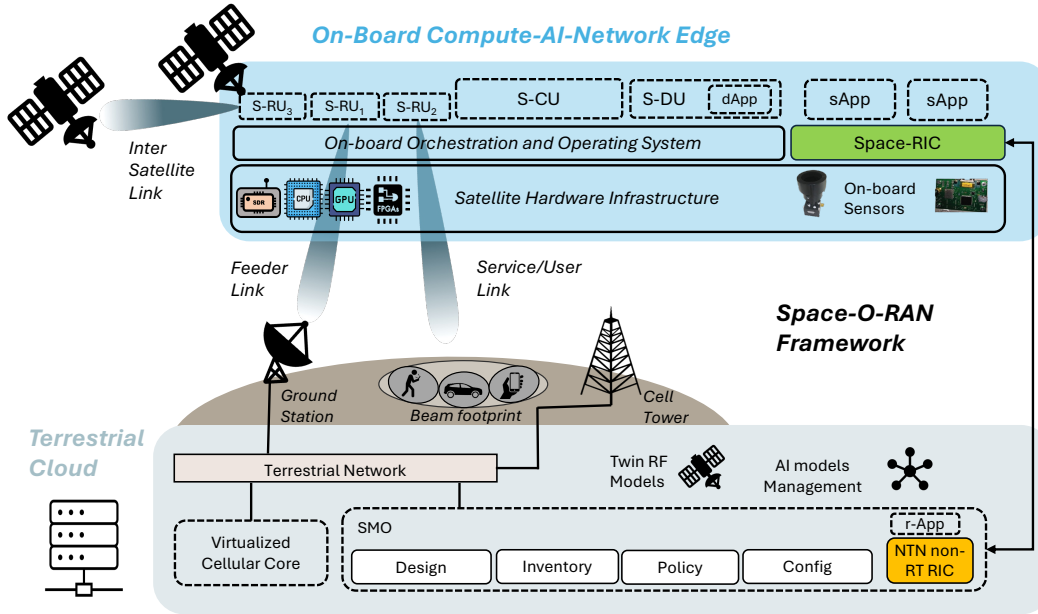 On-Board Compute-AI-Network Edge
S-RU3
S-RU1
S-RU2
S-CU
S-DU
dApp
sApp
sApp
On-board Orchestration and Operating System
Space-RIC
Inter
Satellite
Link
SDR
CPU
GPU
FPGAs
Satellite Hardware Infrastructure
On-board
Sensors
Feeder
Link
Service/User
Link
Space-O-RAN
Framework
Ground
Station
Beam footprint
Cell
Tower
Terrestrial
Cloud
Terrestrial Network
Twin RF
Models
AI models
Management
Virtualized
Cellular Core
SMO
r-App
Design
Inventory
Policy
Config
NTN non-
RT RIC